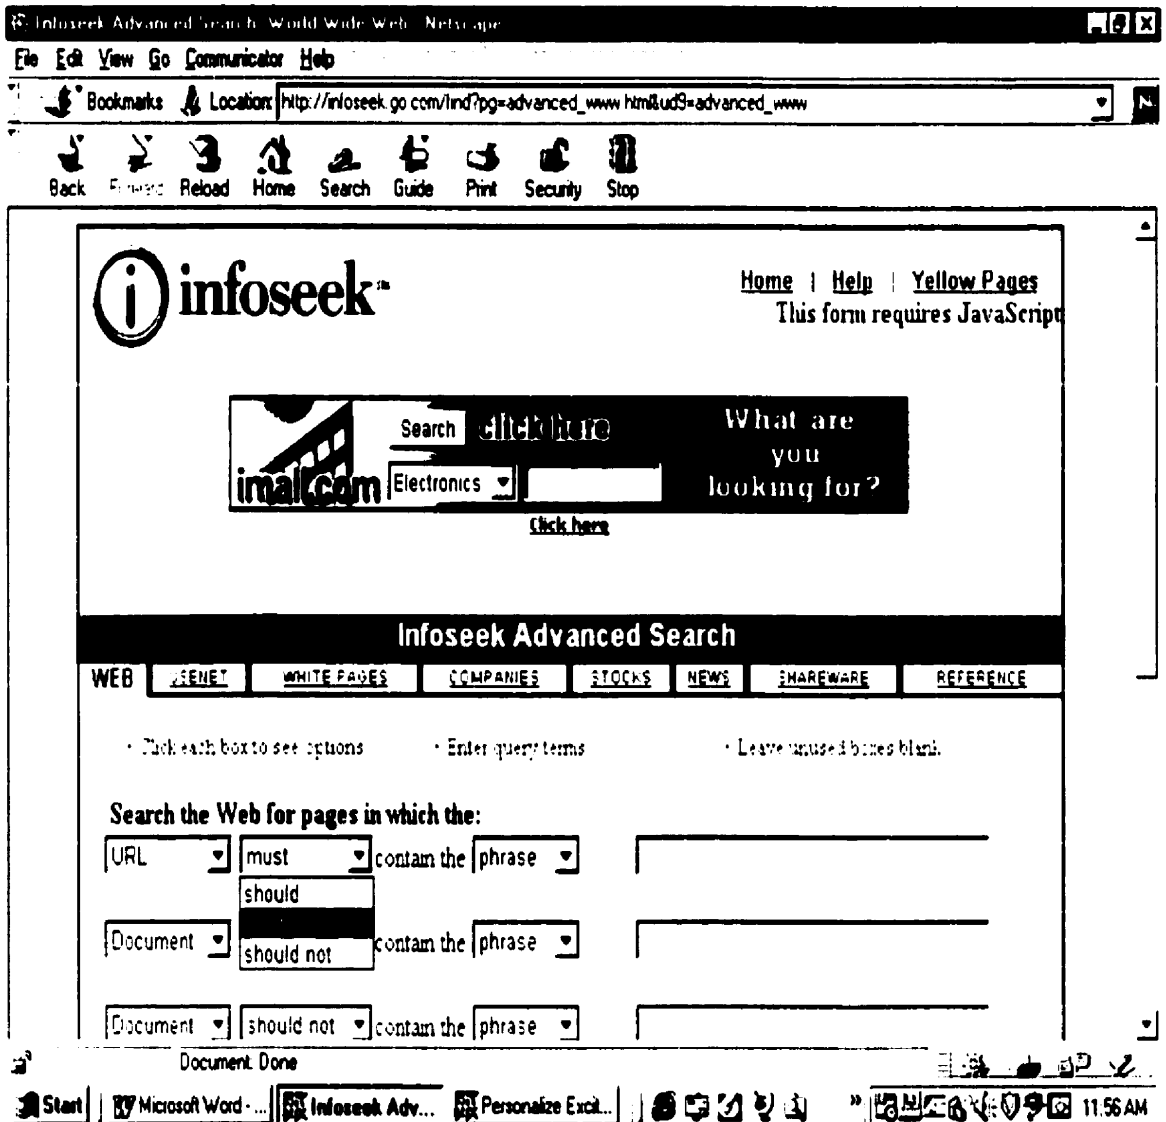 Infoseek Advanced Search World Wide Web - Netscape
File Edit View Go Communicator Help
Bookmarks Location: http://infoseek.go.com/find?pg=advanced_www.html&ud9=advanced_www
Back Forward Reload Home Search Guide Print Security Stop
infoseek
Home | Help | Yellow Pages
This form requires JavaScript
imall.com Search click here What are
you
Electronics looking for?
Click here
Infoseek Advanced Search
WEB USENET WHITE PAGES COMPANIES STOCKS NEWS SHAREWARE REFERENCE
• Click each box to see options • Enter query terms • Leave unused boxes blank
Search the Web for pages in which the:
URL must contain the phrase
should
Document contain the phrase
should not
Document should not contain the phrase
Document: Done
Start Microsoft Word - ... Infoseek Adv... Personalize Excit... 11:56 AM